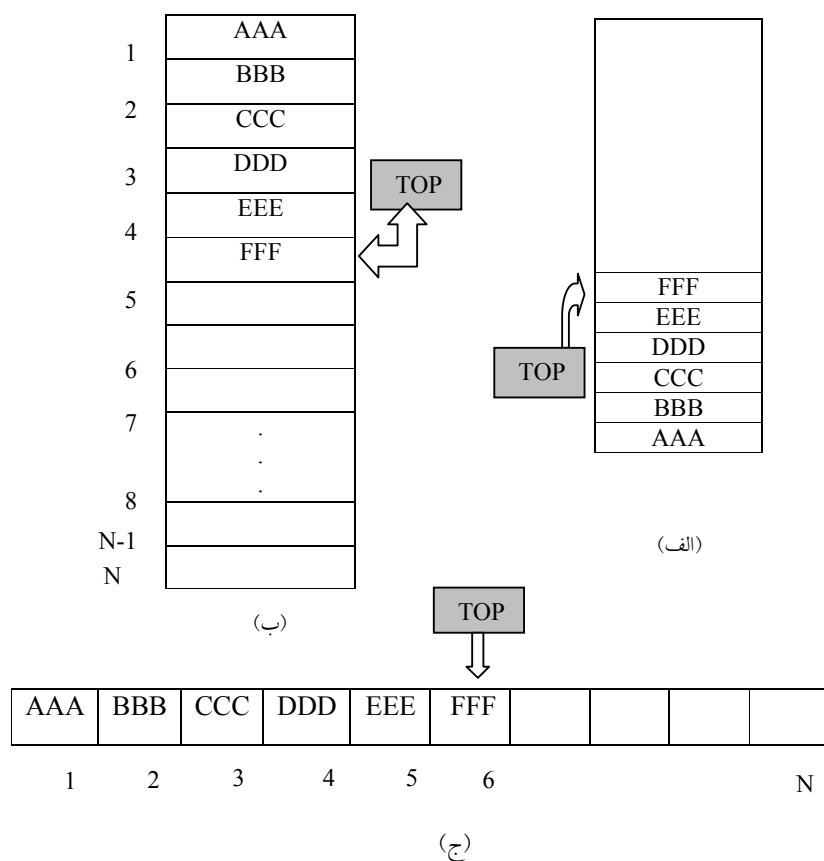 AAA
1
BBB
2
CCC
3
DDD
TOP
EEE
4
FFF
5
6
7
.
.
.
8
N-1
N
(ب)
FFF
EEE
DDD
TOP
CCC
BBB
AAA
(الف)
TOP
AAA BBB CCC DDD EEE FFF
1 2 3 4 5 6 N
(ج)